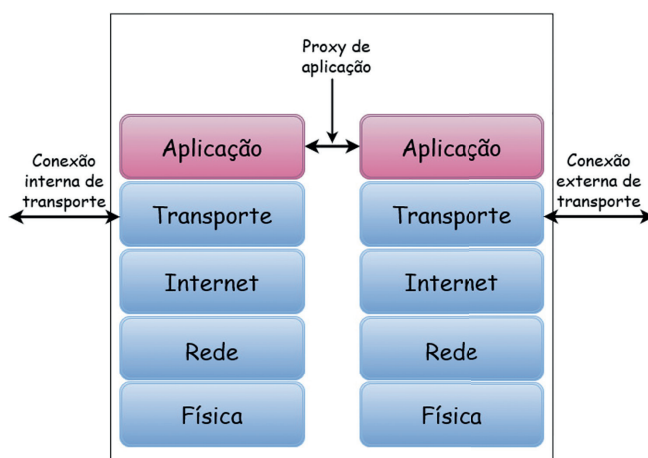 Proxy de
aplicação
Aplicação
Aplicação
Conexão
interna de
transporte
Conexão
externa de
transporte
Transporte
Transporte
Internet
Internet
Rede
Rede
Física
Física